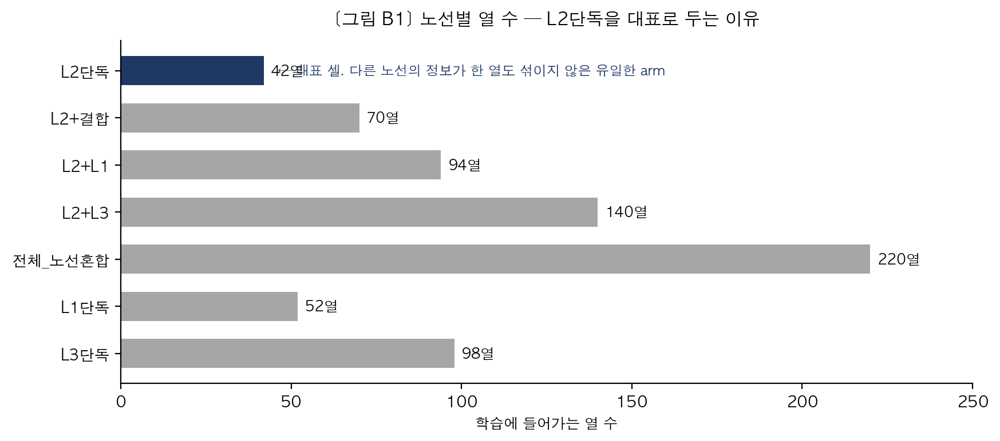 〔그림 B1〕 노선별 열 수 — L2단독을 대표로 두는 이유
L2단독
42열
← 대표 셀. 다른 노선의 정보가 한 열도 섞이지 않은 유일한 arm
L2+결합
70열
L2+L1
94열
L2+L3
140열
전체_노선혼합
220열
L1단독
52열
L3단독
98열
0 50 100 150 200 250
학습에 들어가는 열 수